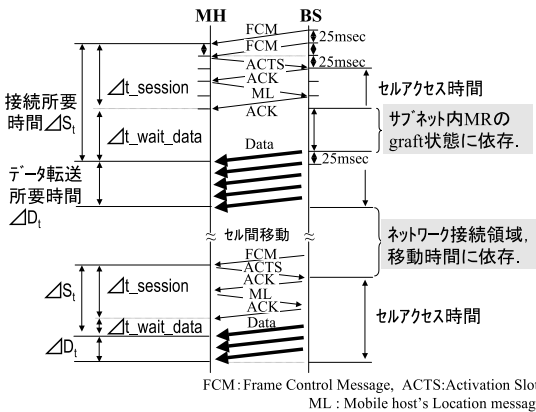 MH
BS
FCM
25msec
FCM
25msec
ACTS
ACK
ML
ACK
⊿t_session
接続所要
時間⊿St
セルアクセス時間
サブネット内MRの
graft状態に依存.
⊿t_wait_data
Data
25msec
データ転送
所要時間
⊿Dt
ネットワーク接続領域,
移動時間に依存.
≈
セル間移動
≈
FCM
ACTS
ACK
ML
ACK
Data
⊿St
⊿t_session
⊿t_wait_data
⊿Dt
セルアクセス時間
FCM : Frame Control Message, ACTS:Activation Slot
ML : Mobile host's Location messag